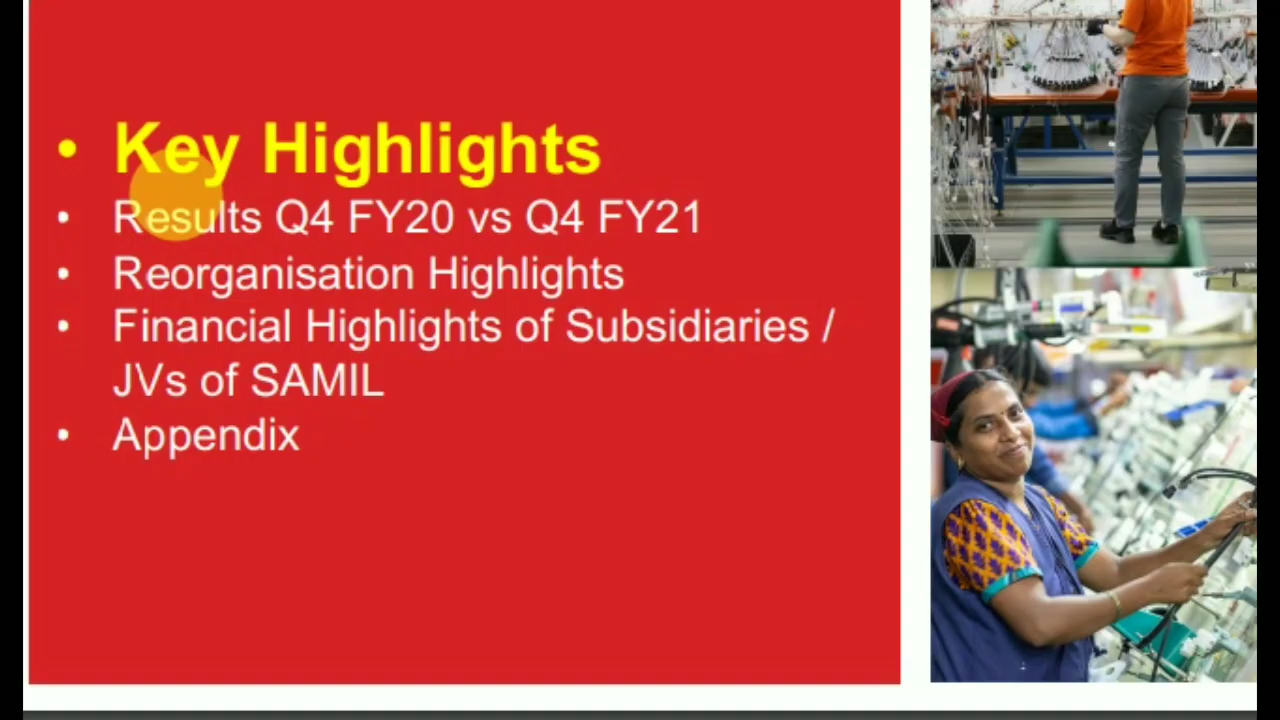 • Key Highlights
• Results Q4 FY20 vs Q4 FY21
• Reorganisation Highlights
• Financial Highlights of Subsidiaries /
JVs of SAMIL
• Appendix